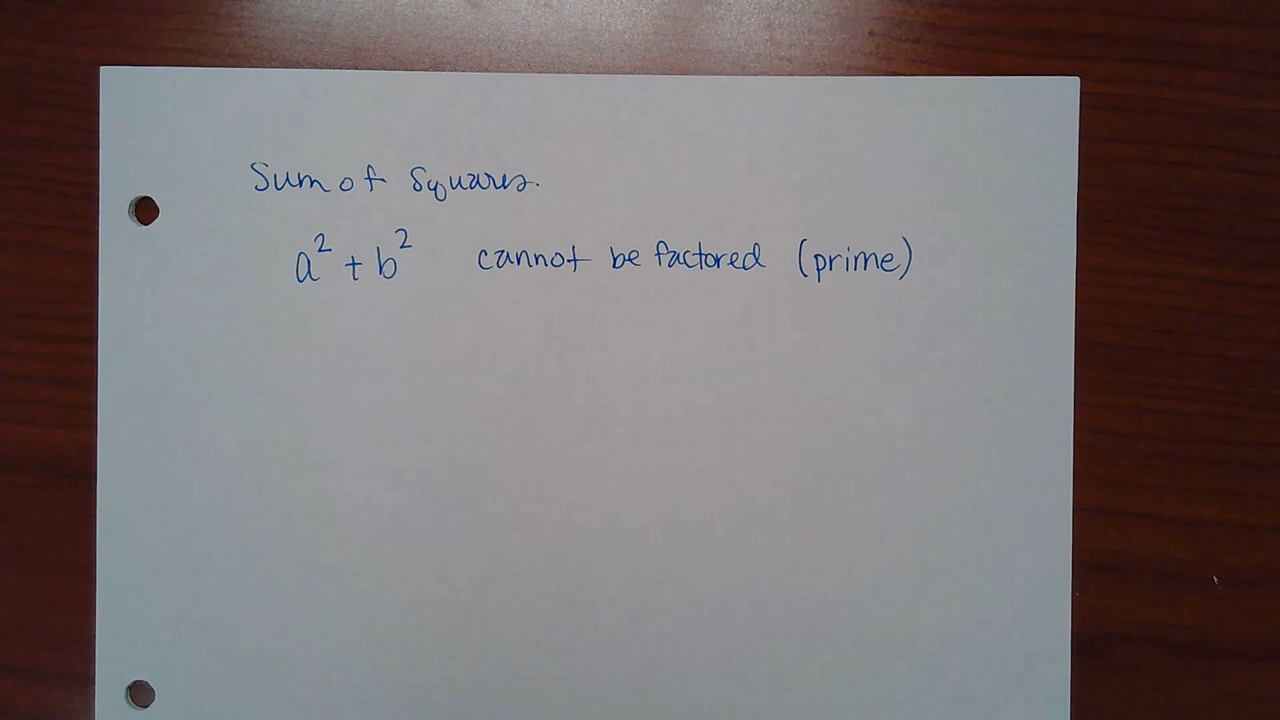 Sum of Squares.
a² + b² cannot be factored (prime)